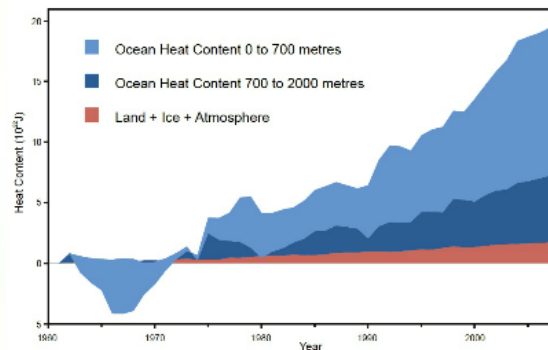 20
15
10
5
0
5
Heat Content (10²²J)
Ocean Heat Content 0 to 700 metres
Ocean Heat Content 700 to 2000 metres
Land + Ice + Atmosphere
1960
1970
1980
1990
2000
Year